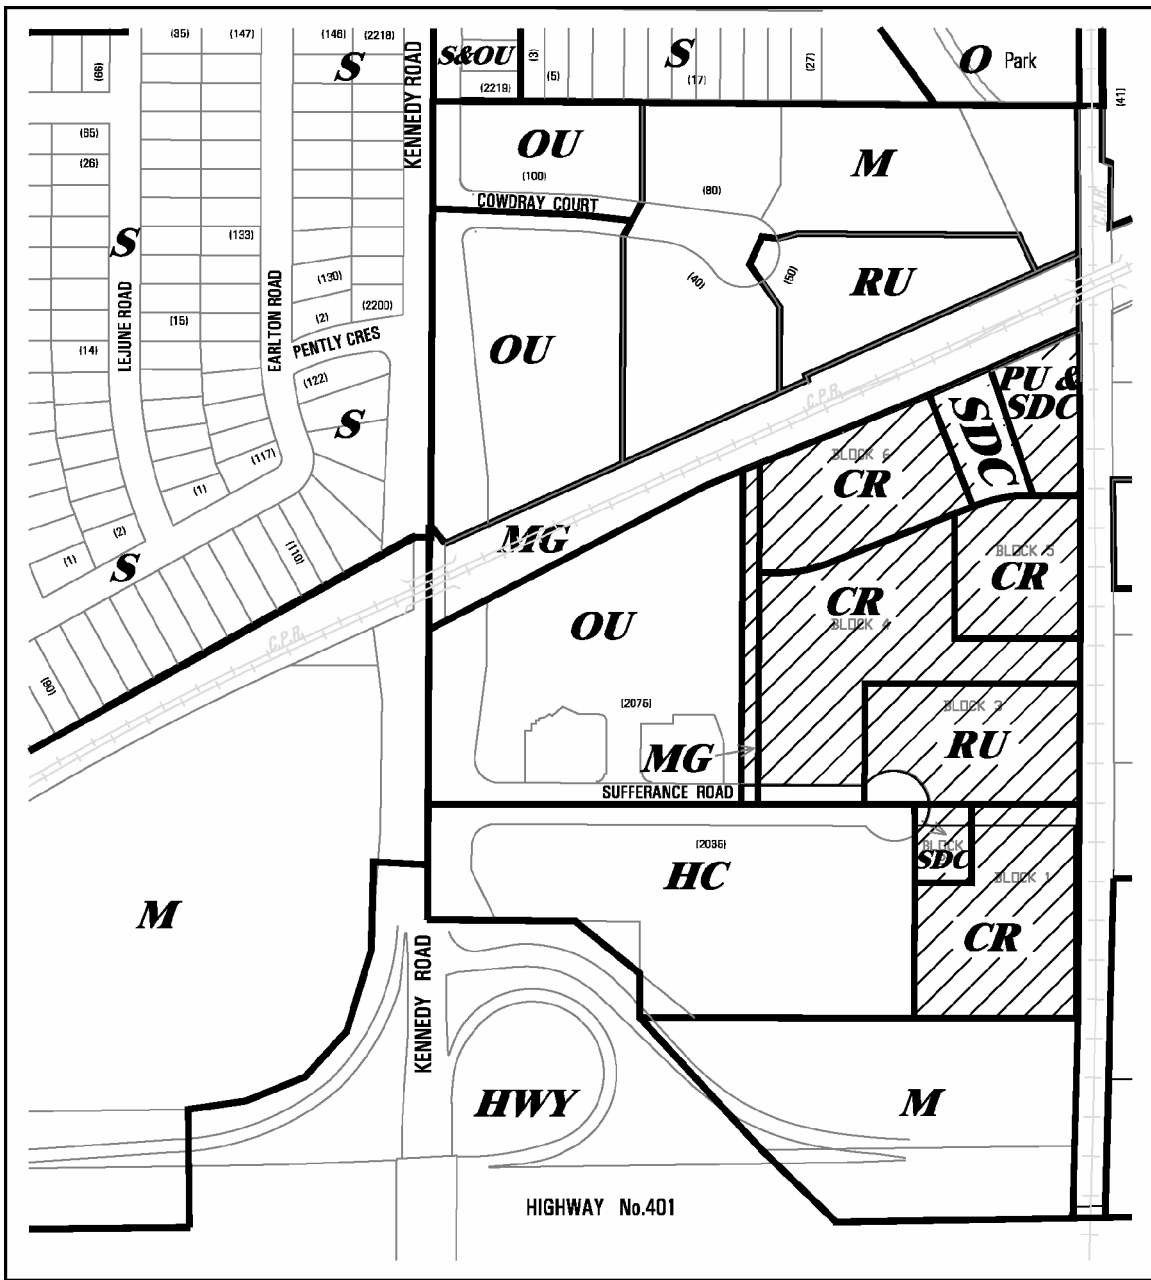 (35)
(147)
(146)
(2218)
S
KENNEDY ROAD
S&OU
(2219)
(3)
(5)
S
(17)
(27)
O Park
(41)
(66)
(65)
(26)
OU
(100)
COWDRAY COURT
(80)
M
C.N.R.
S
(133)
(130)
(2)
(2200)
PENTLY CRES
LEJUNE ROAD
EARLTON ROAD
(15)
(14)
(122)
S
(117)
(1)
(2)
(1)
S
(110)
(90)
OU
(40)
(50)
RU
C.P.R.
PU &
SDC
SDC
BLOCK 6
CR
MG
BLOCK 5
CR
CR
BLOCK 4
OU
C.P.R.
(2075)
MG
BLOCK 3
RU
SUFFERANCE ROAD
(2035)
HC
BLOCK
SDC
BLOCK 1
CR
M
KENNEDY ROAD
HWY
M
HIGHWAY No.401